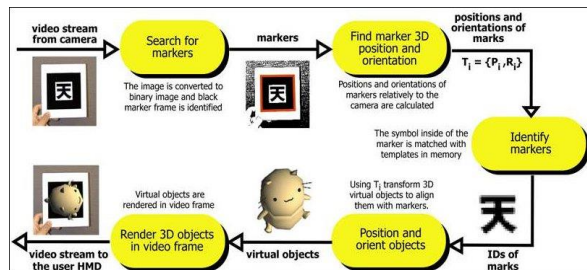 video stream
from camera
Search for
markers
The image is converted to
binary image and black
marker frame is identified
天
markers
天
Find marker 3D
position and
orientation
Positions and orientations of
markers relatively to the
camera are calculated
positions and
orientations of
marks
Ti = {Pi ,Ri}
Identify
markers
The symbol inside of the
marker is matched with
templates in memory
天
IDs of
marks
Using Ti transform 3D
virtual objects to align
them with markers.
Position and
orient objects
virtual objects
Virtual objects are
rendered in video frame
Render 3D objects
in video frame
video stream to
the user HMD